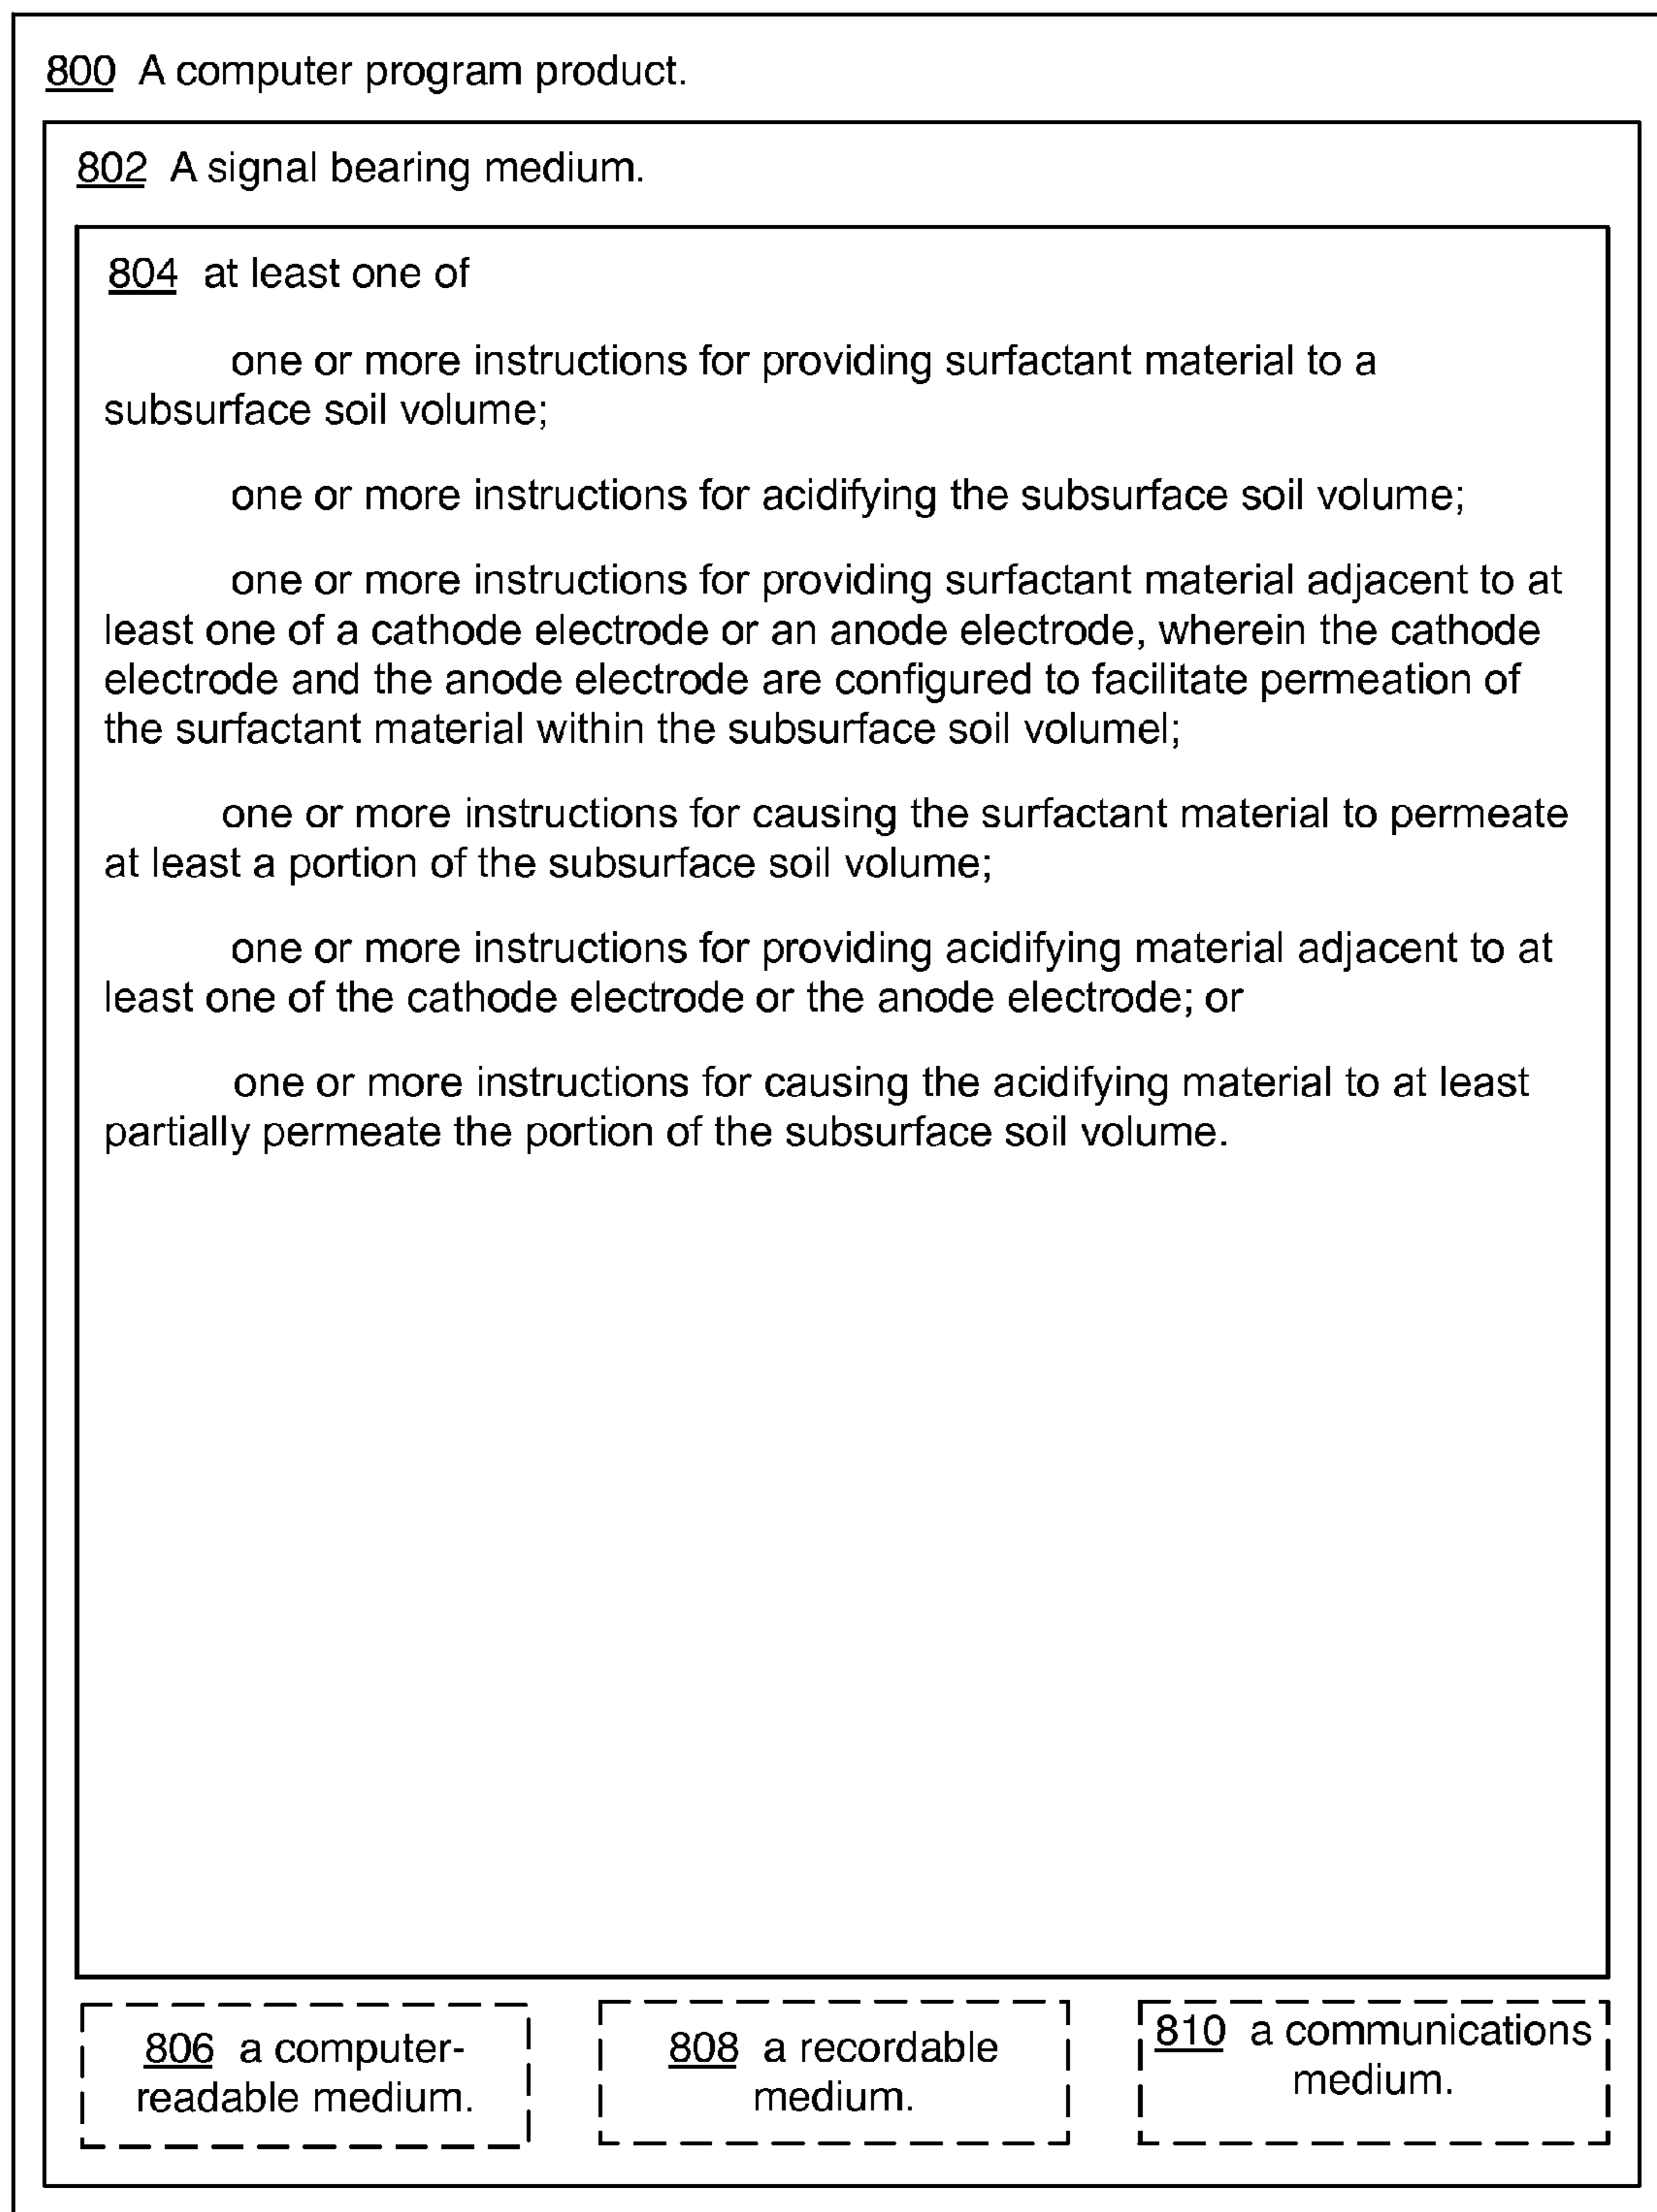 800 A computer program product.
802 A signal bearing medium.
804 at least one of
one or more instructions for providing surfactant material to a
subsurface soil volume;
one or more instructions for acidifying the subsurface soil volume;
one or more instructions for providing surfactant material adjacent to at
least one of a cathode electrode or an anode electrode, wherein the cathode
electrode and the anode electrode are configured to facilitate permeation of
the surfactant material within the subsurface soil volumel;
one or more instructions for causing the surfactant material to permeate
at least a portion of the subsurface soil volume;
one or more instructions for providing acidifying material adjacent to at
least one of the cathode electrode or the anode electrode; or
one or more instructions for causing the acidifying material to at least
partially permeate the portion of the subsurface soil volume.
806 a computer-
readable medium.
808 a recordable
medium.
810 a communications
medium.